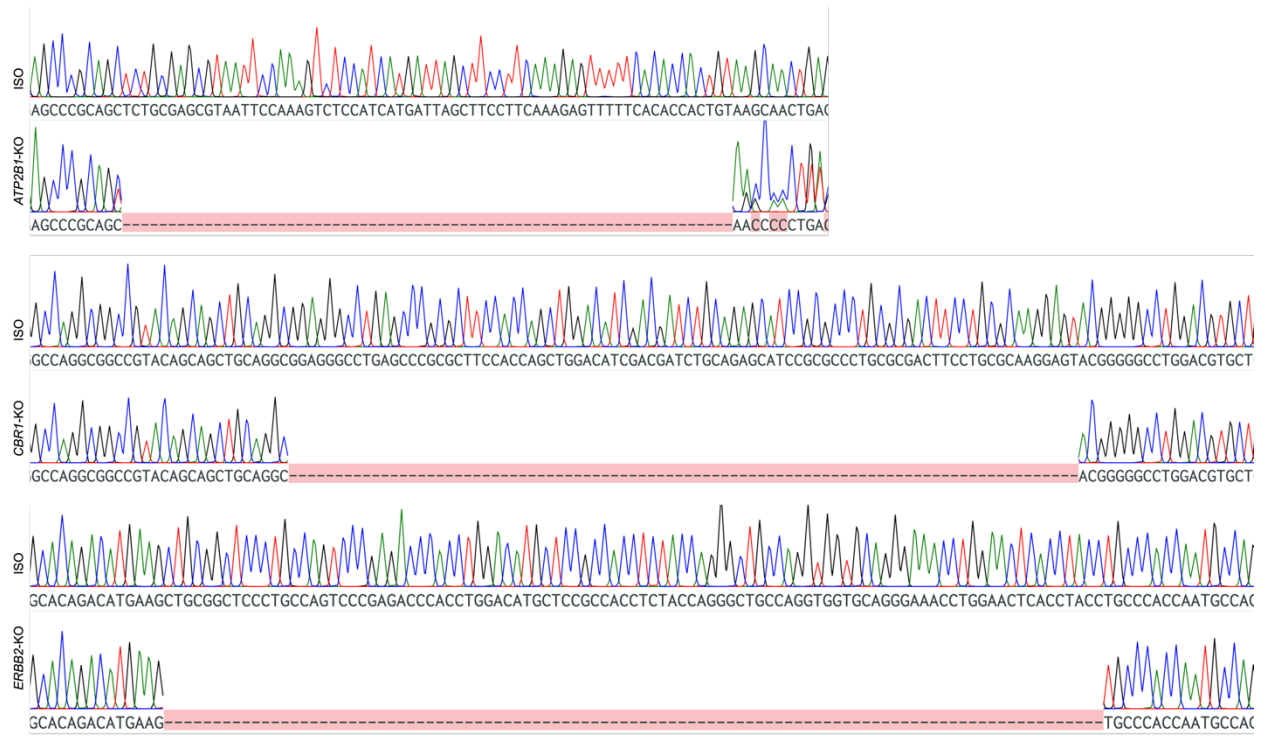 ISO
AGCCCGCAGCTCTGCGAGCGTAATTCCAAAGTCTCCATCATGATTAGCTTCCTTCAAAGAGTTTTTCACACCACTGTAAGCAACTGAG
ATP2B1-KO
AGCCCGCAGC-------------------------------------------------------------------AACCCCCTGAG
ISO
GCCAGGCGGCCGTACAGCAGCTGCAGGCGGAGGGCCTGAGCCCGCGCTTCCACCAGCTGGACATCGACGATCTGCAGAGCATCCGCGCCCTGCGCGACTTCCTGCGCAAGGAGTACGGGGGCCTGGACGTGCT
CBR1-KO
GCCAGGCGGCCGTACAGCAGCTGCAGGC--------------------------------------------------------------------------------------ACGGGGGCCTGGACGTGCT
ISO
GCACAGACATGAAGCTGCGGCTCCCTGCCAGTCCCGAGACCCACCTGGACATGCTCCGCCACCTCTACCAGGGCTGCCAGGTGGTGCAGGGAAACCTGGAACTCACCTACCTGCCCACCAATGCCAG
ERBB2-KO
GCACAGACATGAAG-------------------------------------------------------------------------------------------------TGCCCACCAATGCCAG